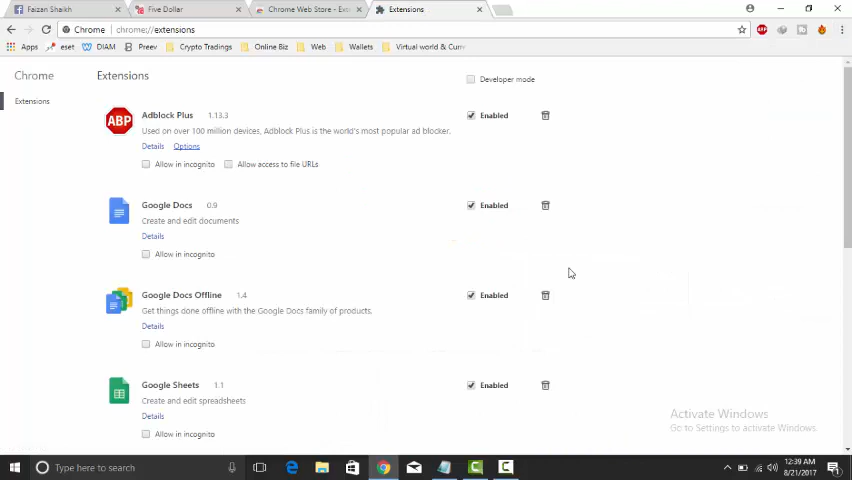 Faizan Shaikh
Five Dollar
Chrome Web Store - Exte
Extensions
Chrome
chrome://extensions
Apps
eset
DIAM
Preev
Crypto Tradings
Online Biz
Web
Wallets
Virtual world & Curr
Chrome
Extensions
Extensions
Developer mode
ABP
Adblock Plus 1.13.3
Enabled
Used on over 100 million devices, Adblock Plus is the world's most popular ad blocker.
Details Options
Allow in incognito Allow access to file URLs
Google Docs 0.9
Enabled
Create and edit documents
Details
Allow in incognito
Google Docs Offline 1.4
Enabled
Get things done offline with the Google Docs family of products.
Details
Allow in incognito
Google Sheets 1.1
Enabled
Create and edit spreadsheets
Details
Allow in incognito
Activate Windows
Go to Settings to activate Windows.
Type here to search
12:39 AM
8/21/2017